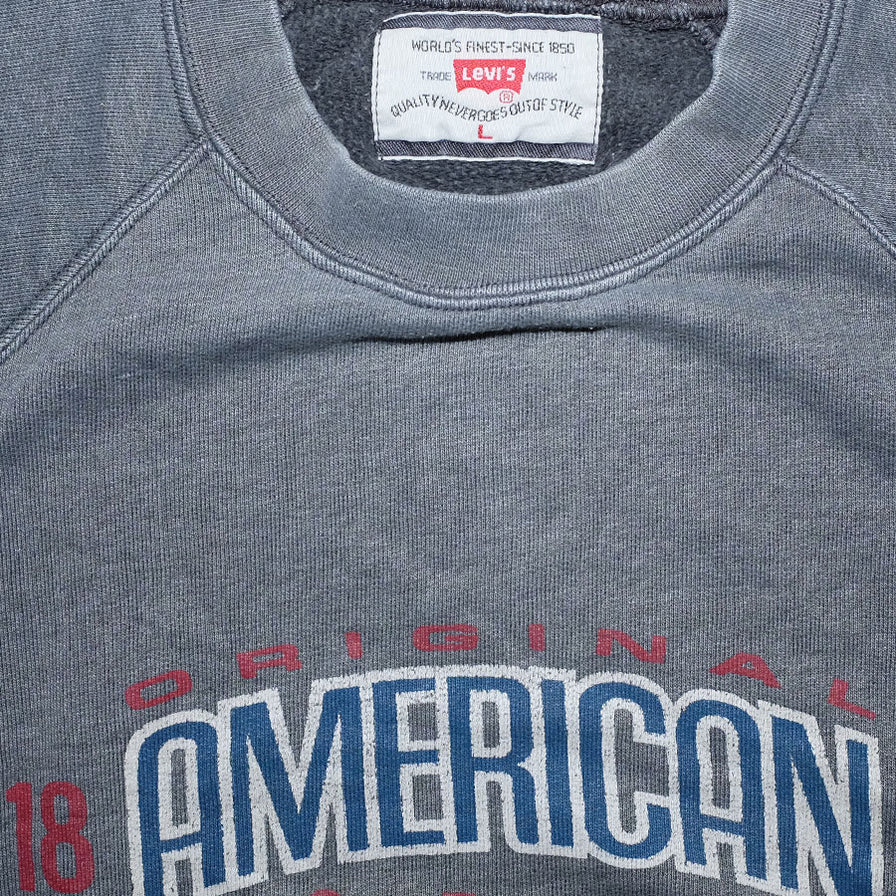 WORLD'S FINEST-SINCE 1850
TRADE Levi's MARK
®
QUALITY NEVER GOES OUT OF STYLE
L
ORIGINAL
AMERICAN
18